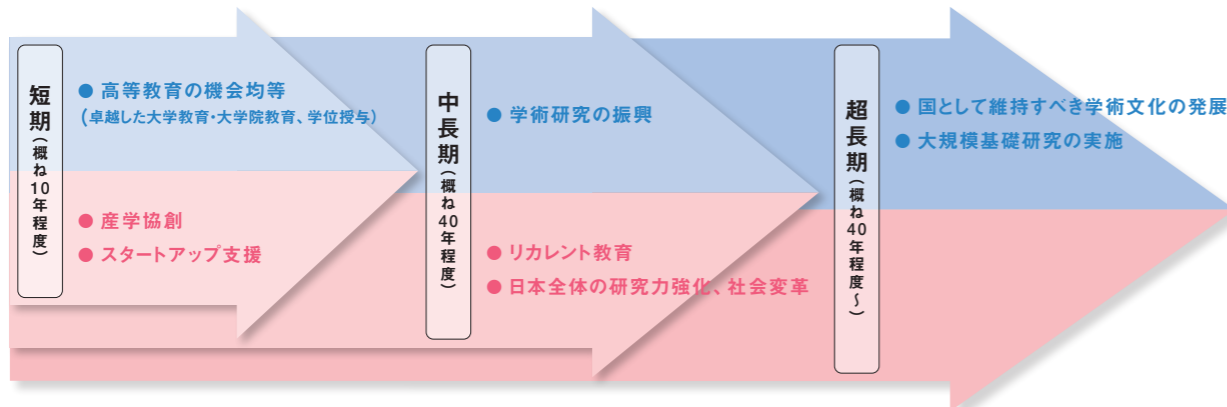 短期(概ね10年程度)
● 高等教育の機会均等
(卓越した大学教育・大学院教育、学位授与)
● 産学協創
● スタートアップ支援
中長期(概ね40年程度)
● 学術研究の振興
● リカレント教育
● 日本全体の研究力強化、社会変革
超長期(概ね40年程度~)
● 国として維持すべき学術文化の発展
● 大規模基礎研究の実施